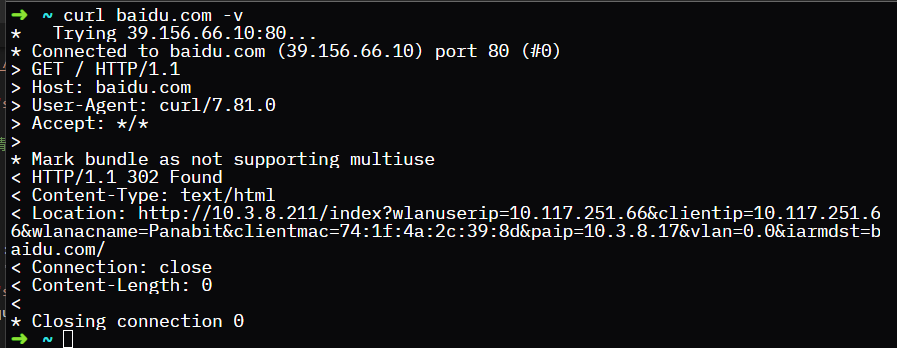 ➜ ~ curl baidu.com -v
*   Trying 39.156.66.10:80...
* Connected to baidu.com (39.156.66.10) port 80 (#0)
> GET / HTTP/1.1
> Host: baidu.com
> User-Agent: curl/7.81.0
> Accept: */*
>
* Mark bundle as not supporting multiuse
< HTTP/1.1 302 Found
< Content-Type: text/html
< Location: http://10.3.8.211/index?wlanuserip=10.117.251.66&clientip=10.117.251.6
6&wlanacname=Panabit&clientmac=74:1f:4a:2c:39:8d&paip=10.3.8.17&vlan=0.0&iarmdst=b
aidu.com/
< Connection: close
< Content-Length: 0
<
* Closing connection 0
➜ ~